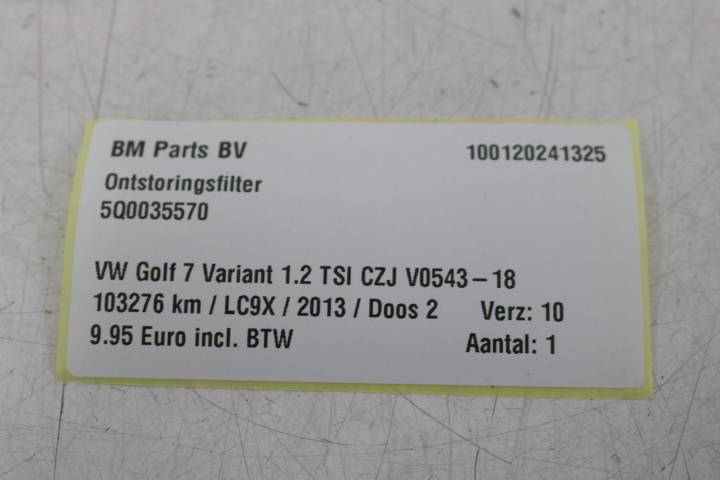 BM Parts BV 100120241325
Ontstoringsfilter
5Q0035570
VW Golf 7 Variant 1.2 TSI CZJ V0543-18
103276 km / LC9X / 2013 / Doos 2 Verz: 10
9.95 Euro incl. BTW Aantal: 1